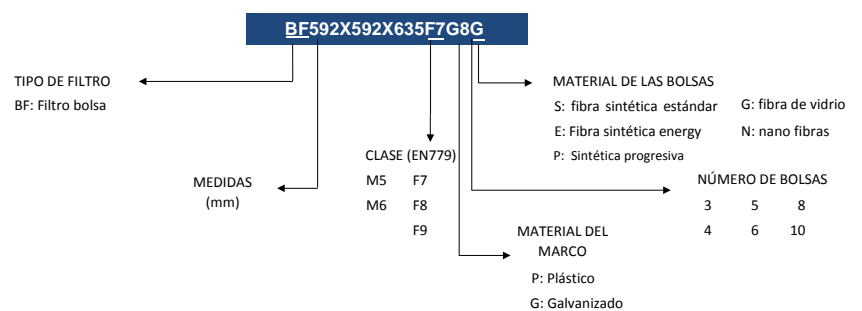 BF592X592X635F7G8G
TIPO DE FILTRO
BF: Filtro bolsa
MEDIDAS
(mm)
CLASE (EN779)
M5 F7
M6 F8
F9
MATERIAL DEL
MARCO
P: Plástico
G: Galvanizado
MATERIAL DE LAS BOLSAS
S: fibra sintética estándar G: fibra de vidrio
E: Fibra sintética energy N: nano fibras
P: Sintética progresiva
NÚMERO DE BOLSAS
3 5 8
4 6 10